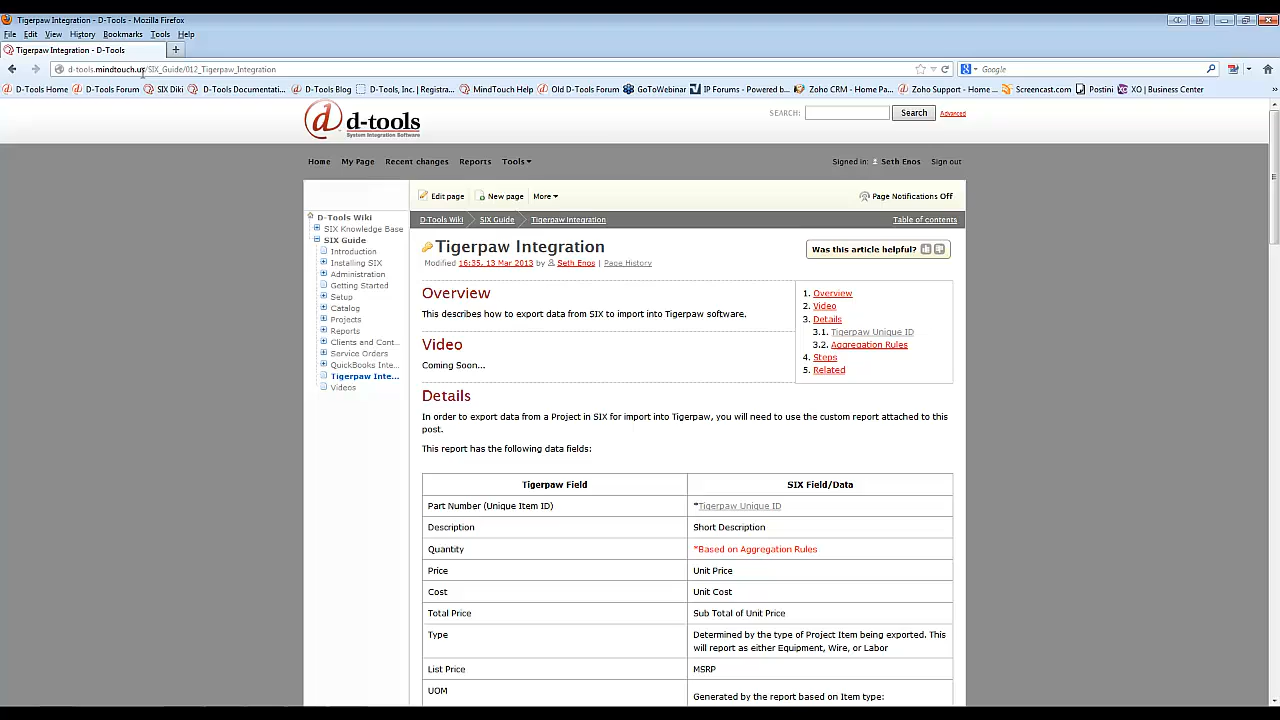 Tigerpaw Integration - D-Tools - Mozilla Firefox
File Edit View History Bookmarks Tools Help
Tigerpaw Integration - D-Tools
d-tools.mindtouch.us/SIX_Guide/012_Tigerpaw_Integration
Google
D-Tools Home D-Tools Forum SIX Diki D-Tools Documentati... D-Tools Blog D-Tools, Inc. | Registra... MindTouch Help Old D-Tools Forum GoToWebinar IP Forums - Powered b... Zoho CRM - Home Pa... Zoho Support - Home ... Screencast.com Postini XO | Business Center
d-tools
System Integration Software
SEARCH: Search Advanced
Home My Page Recent changes Reports Tools
Signed in: Seth Enos Sign out
Edit page New page More
Page Notifications Off
D-Tools Wiki SIX Guide Tigerpaw Integration
Table of contents
D-Tools Wiki
SIX Knowledge Base
SIX Guide
Introduction
Installing SIX
Administration
Getting Started
Setup
Catalog
Projects
Reports
Clients and Cont...
Service Orders
QuickBooks Inte...
Tigerpaw Inte...
Videos
Tigerpaw Integration
Was this article helpful?
Modified 16:35, 13 Mar 2013 by Seth Enos | Page History
Overview
This describes how to export data from SIX to import into Tigerpaw software.
Video
Coming Soon...
1. Overview
2. Video
3. Details
3.1. Tigerpaw Unique ID
3.2. Aggregation Rules
4. Steps
5. Related
Details
In order to export data from a Project in SIX for import into Tigerpaw, you will need to use the custom report attached to this
post.
This report has the following data fields:
Tigerpaw Field SIX Field/Data
Part Number (Unique Item ID) *Tigerpaw Unique ID
Description Short Description
Quantity *Based on Aggregation Rules
Price Unit Price
Cost Unit Cost
Total Price Sub Total of Unit Price
Type Determined by the type of Project Item being exported. This
will report as either Equipment, Wire, or Labor
List Price MSRP
UOM Generated by the report based on Item type: